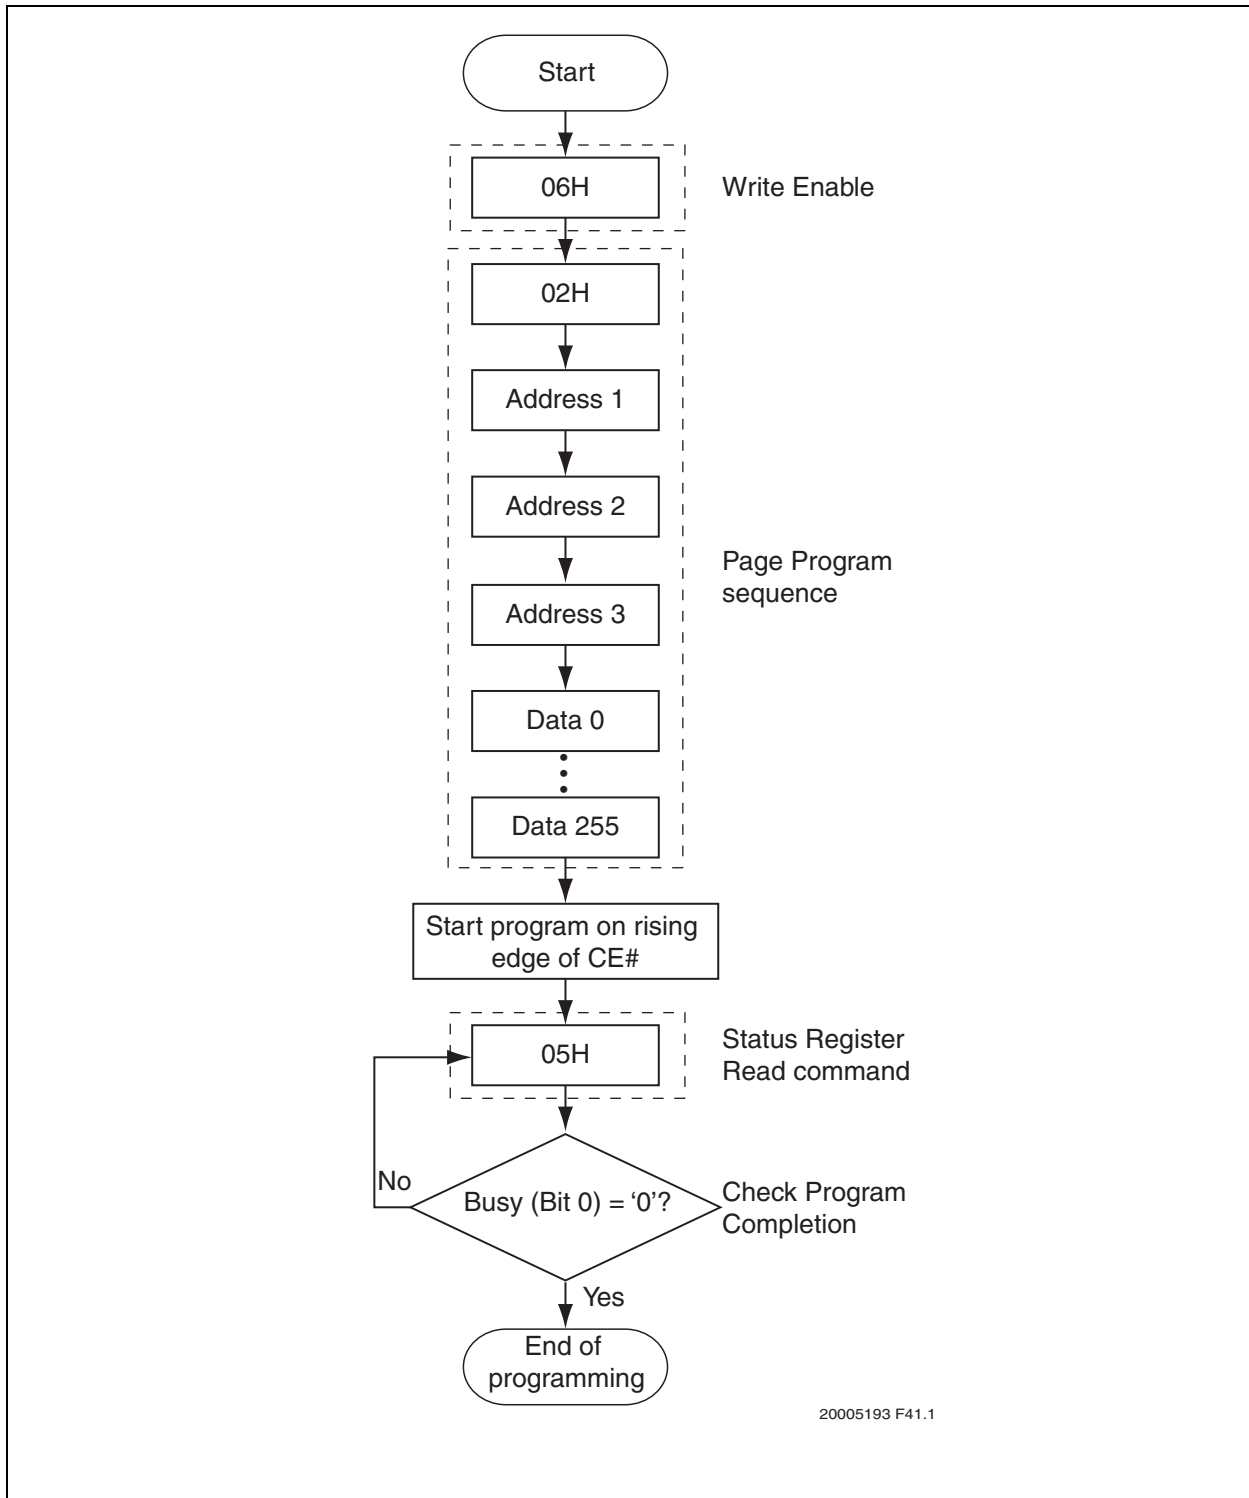 Start
06H
Write Enable
02H
Address 1
Address 2
Page Program
sequence
Address 3
Data 0
Data 255
Start program on rising
edge of CE#
05H
Status Register
Read command
No
Busy (Bit 0) = ‘0’?
Check Program
Completion
Yes
End of
programming
20005193 F41.1